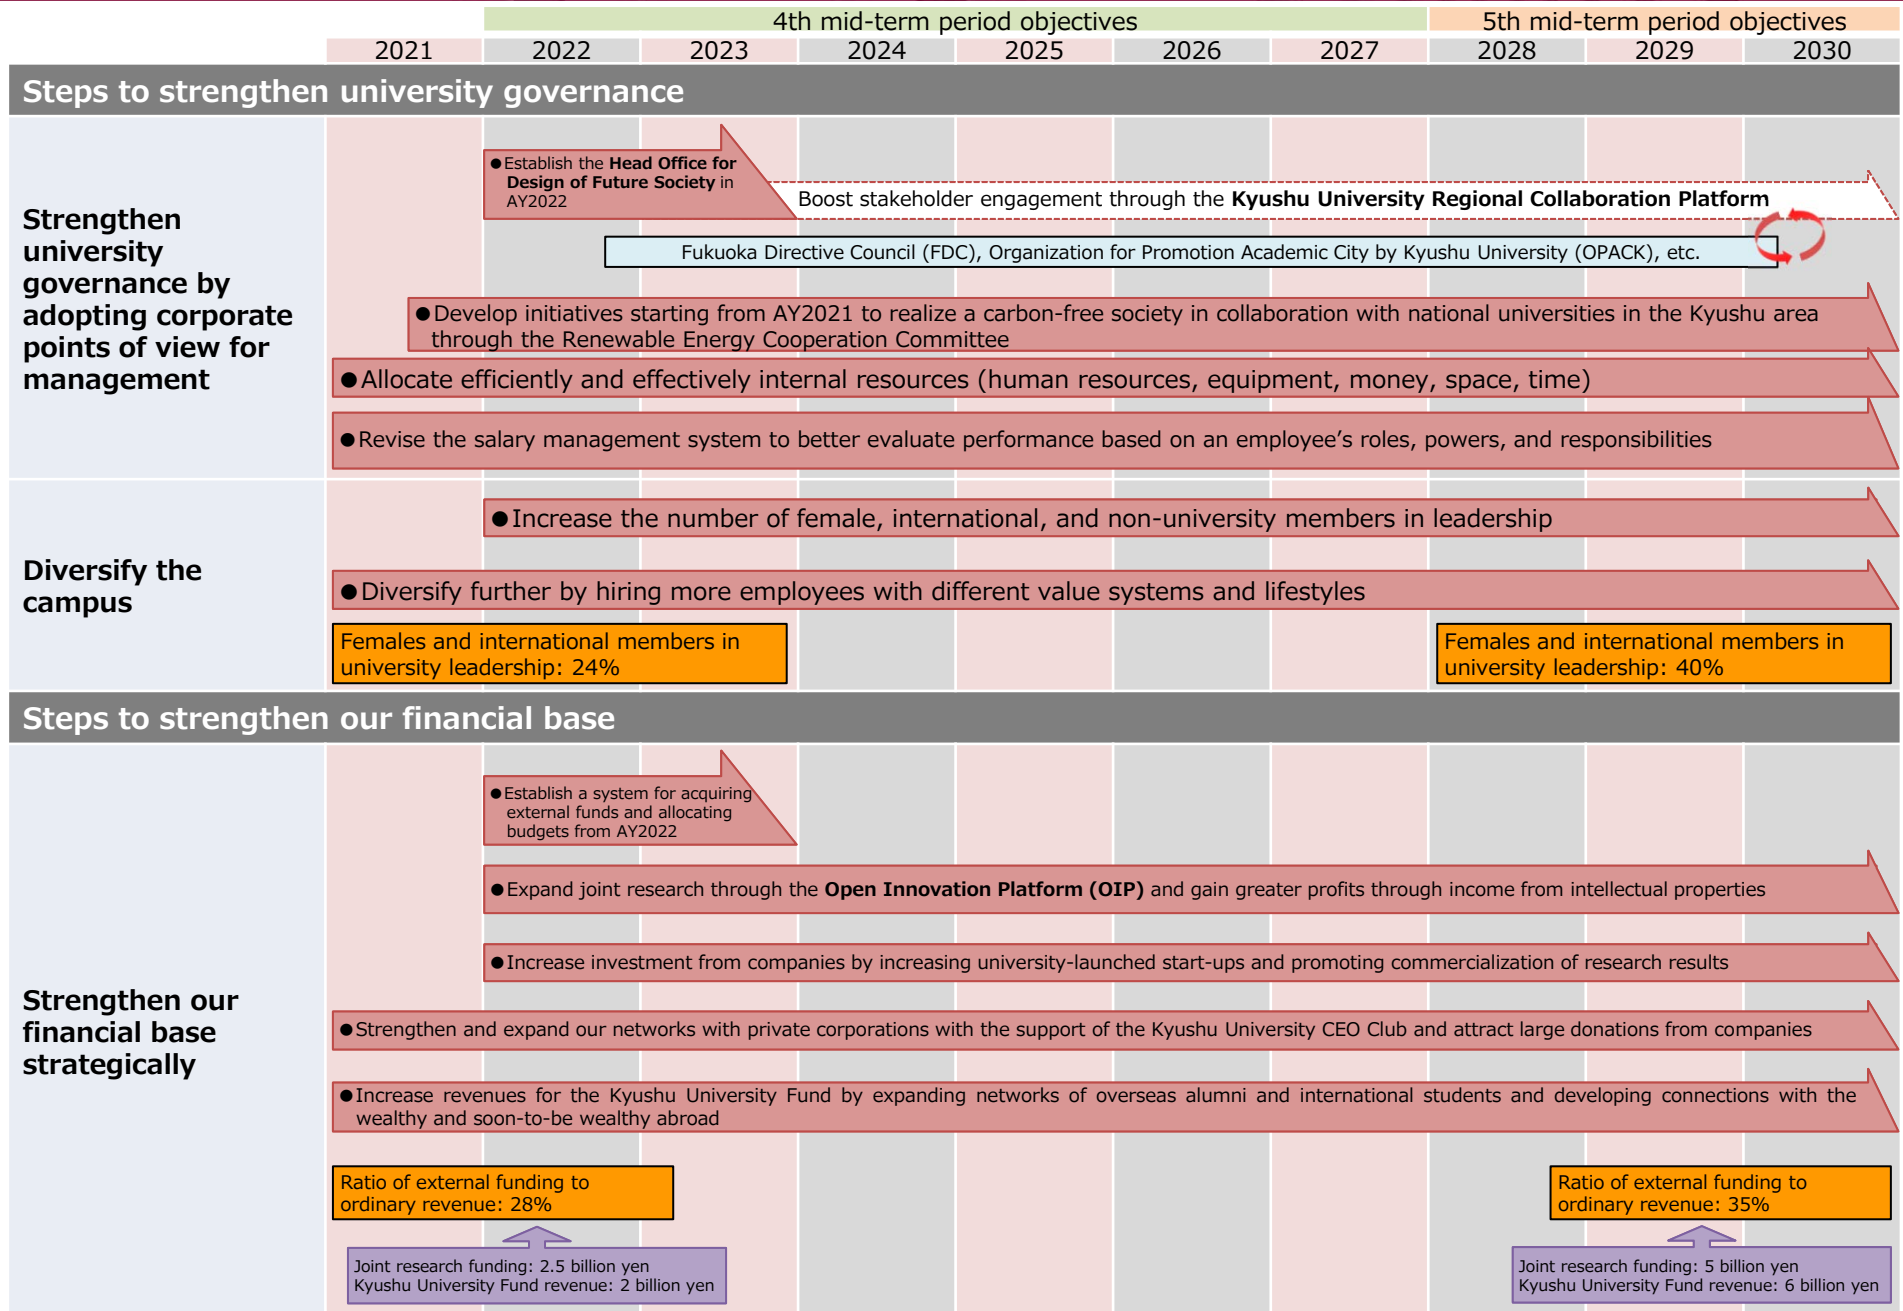 4th mid-term period objectives
5th mid-term period objectives
2021
2022
2023
2024
2025
2026
2027
2028
2029
2030
Steps to strengthen university governance
Strengthen
university
governance by
adopting corporate
points of view for
management
●Establish the Head Office for
Design of Future Society in
AY2022
Boost stakeholder engagement through the Kyushu University Regional Collaboration Platform
Fukuoka Directive Council (FDC), Organization for Promotion Academic City by Kyushu University (OPACK), etc.
●Develop initiatives starting from AY2021 to realize a carbon-free society in collaboration with national universities in the Kyushu area
through the Renewable Energy Cooperation Committee
●Allocate efficiently and effectively internal resources (human resources, equipment, money, space, time)
●Revise the salary management system to better evaluate performance based on an employee’s roles, powers, and responsibilities
Diversify the
campus
●Increase the number of female, international, and non-university members in leadership
●Diversify further by hiring more employees with different value systems and lifestyles
Females and international members in
university leadership: 24%
Females and international members in
university leadership: 40%
Steps to strengthen our financial base
Strengthen our
financial base
strategically
●Establish a system for acquiring
external funds and allocating
budgets from AY2022
●Expand joint research through the Open Innovation Platform (OIP) and gain greater profits through income from intellectual properties
●Increase investment from companies by increasing university-launched start-ups and promoting commercialization of research results
●Strengthen and expand our networks with private corporations with the support of the Kyushu University CEO Club and attract large donations from companies
●Increase revenues for the Kyushu University Fund by expanding networks of overseas alumni and international students and developing connections with the
wealthy and soon-to-be wealthy abroad
Ratio of external funding to
ordinary revenue: 28%
Ratio of external funding to
ordinary revenue: 35%
Joint research funding: 2.5 billion yen
Kyushu University Fund revenue: 2 billion yen
Joint research funding: 5 billion yen
Kyushu University Fund revenue: 6 billion yen